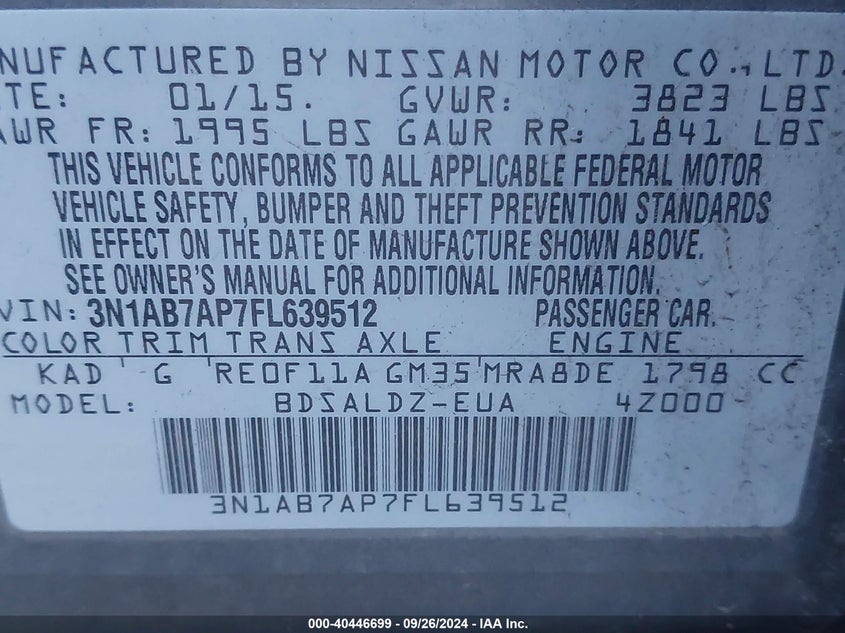 NUFACTURED BY NISSAN MOTOR CO., LTD.
TE: 01/15. GVWR: 3823 LBS
AWR FR: 1995 LBS GAWR RR: 1841 LBS
THIS VEHICLE CONFORMS TO ALL APPLICABLE FEDERAL MOTOR
VEHICLE SAFETY, BUMPER AND THEFT PREVENTION STANDARDS
IN EFFECT ON THE DATE OF MANUFACTURE SHOWN ABOVE.
SEE OWNER'S MANUAL FOR ADDITIONAL INFORMATION.
VIN: 3N1AB7AP7FL639512 PASSENGER CAR.
COLOR TRIM TRANS AXLE ENGINE
KAD G RE0F11A GM35 MRA8DE 1798 CC
MODEL: BDSALDZ-EUA 4Z000-
3N1AB7AP7FL639512
000-40446699 - 09/26/2024 - IAA Inc.